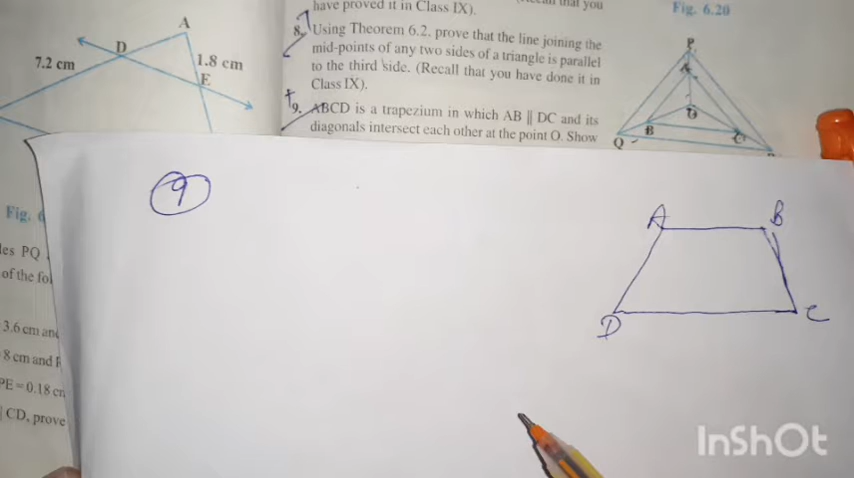 have proved it in Class IX).
that you
8. Using Theorem 6.2, prove that the line joining the
mid-points of any two sides of a triangle is parallel
to the third side. (Recall that you have done it in
Class IX).
9. ABCD is a trapezium in which AB || DC and its
diagonals intersect each other at the point O. Show
A
D
7.2 cm
1.8 cm
E
Fig. 6.20
P
A
O
B
C
Q
Fig.
PQ
of the
3.6 cm
8 cm and
PE = 0.18
CD, prove
9
A
B
D
C
InShOt